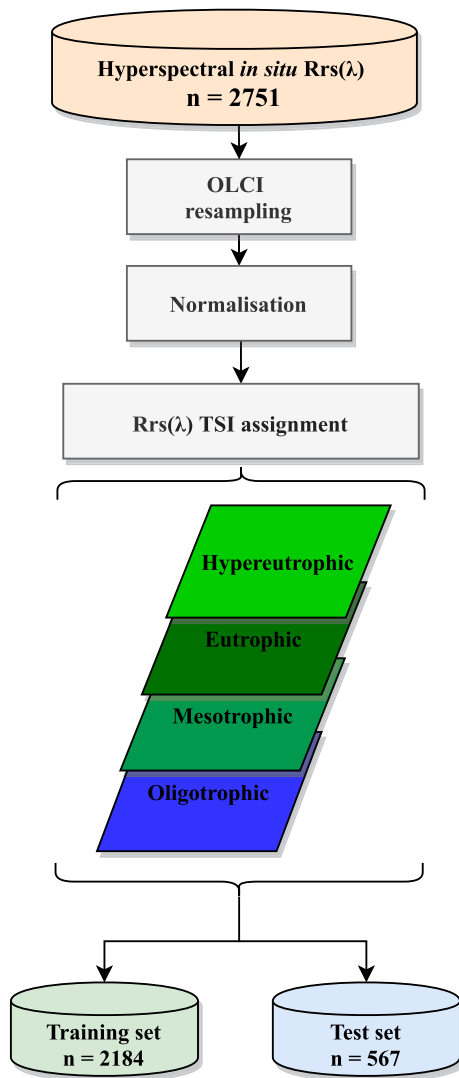 Hyperspectral in situ Rrs(λ)
n = 2751
OLCI
resampling
Normalisation
Rrs(λ) TSI assignment
Hypereutrophic
Eutrophic
Mesotrophic
Oligotrophic
Training set
n = 2184
Test set
n = 567